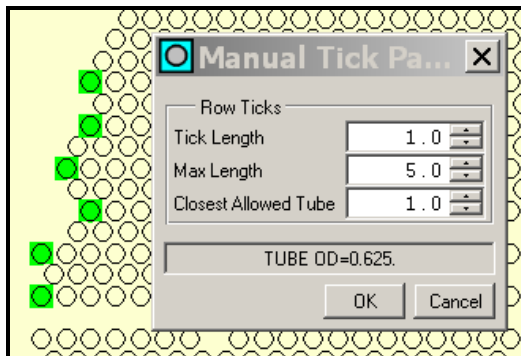 Manual Tick Pa...
Row Ticks
Tick Length 1.0
Max Length 5.0
Closest Allowed Tube 1.0
TUBE OD=0.625.
OK Cancel